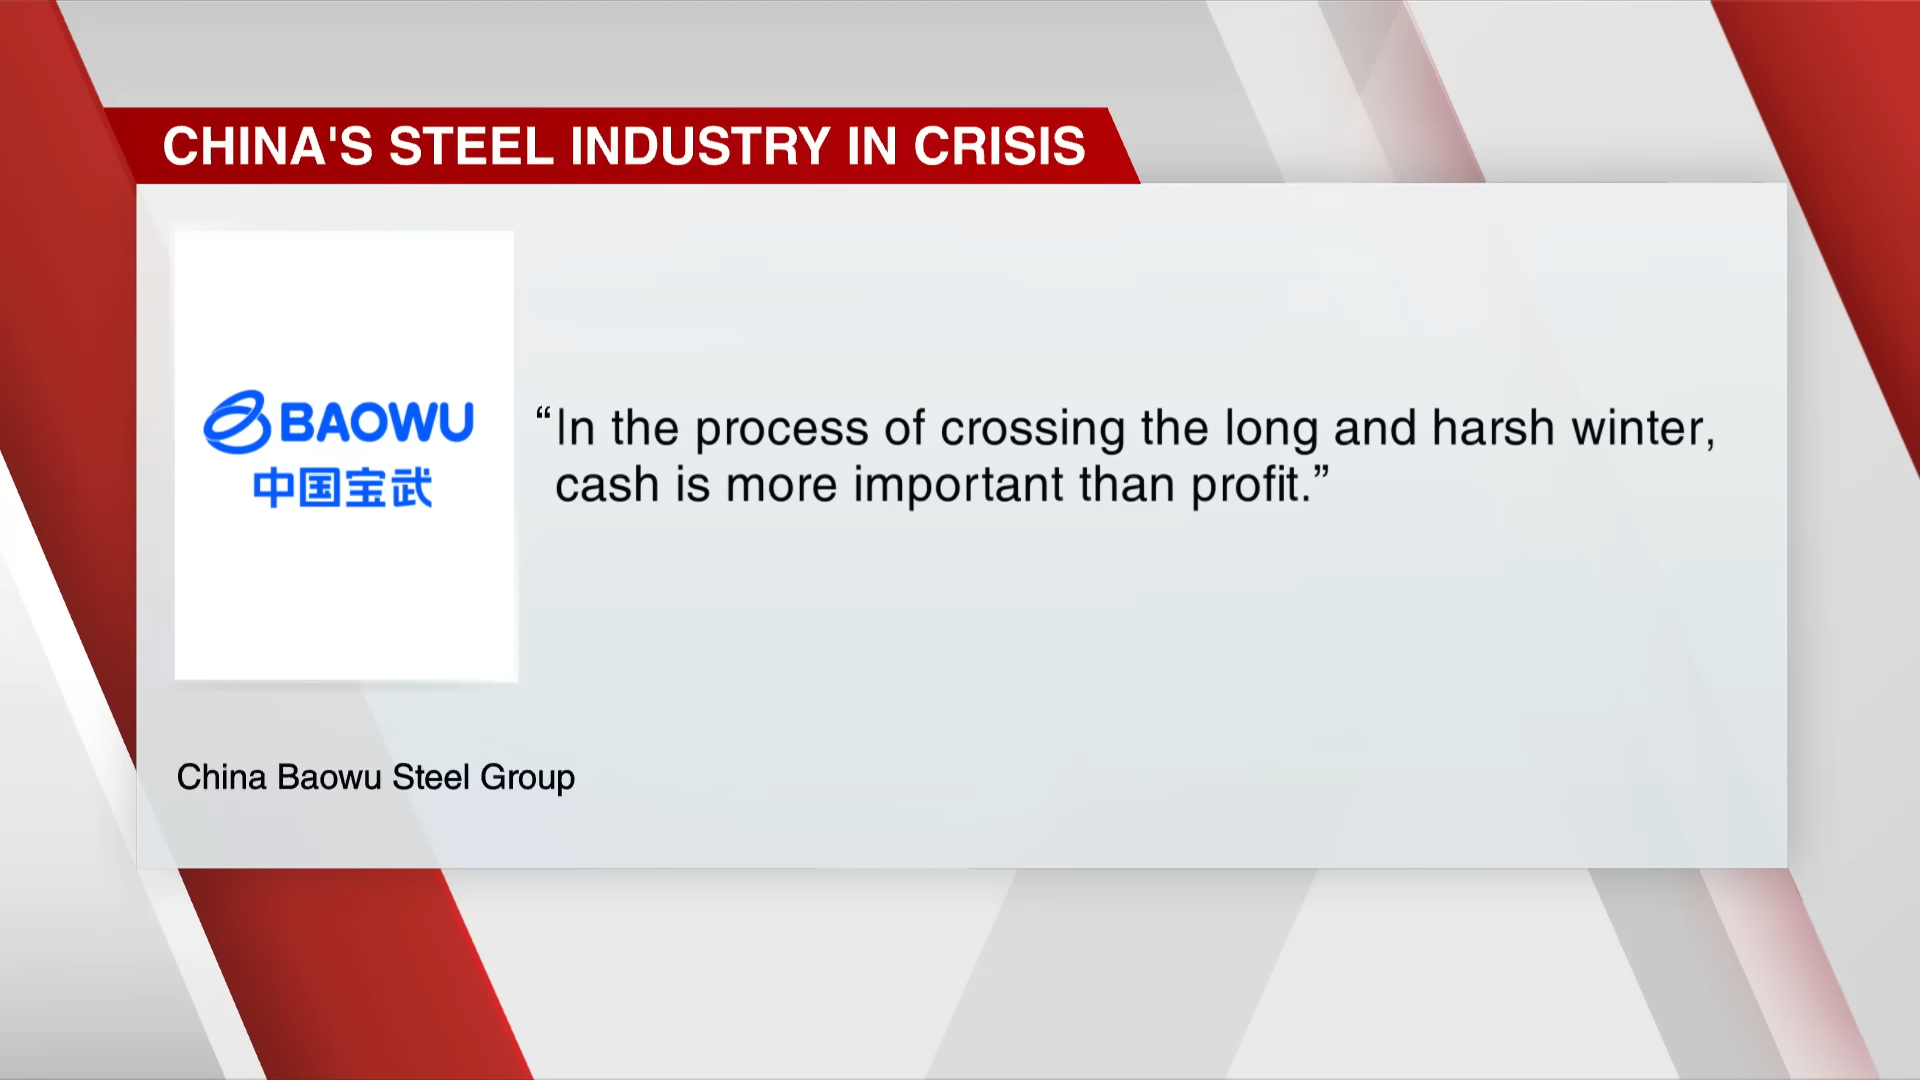 CHINA'S STEEL INDUSTRY IN CRISIS
BAOWU
中国宝武
“In the process of crossing the long and harsh winter,
cash is more important than profit.”
China Baowu Steel Group